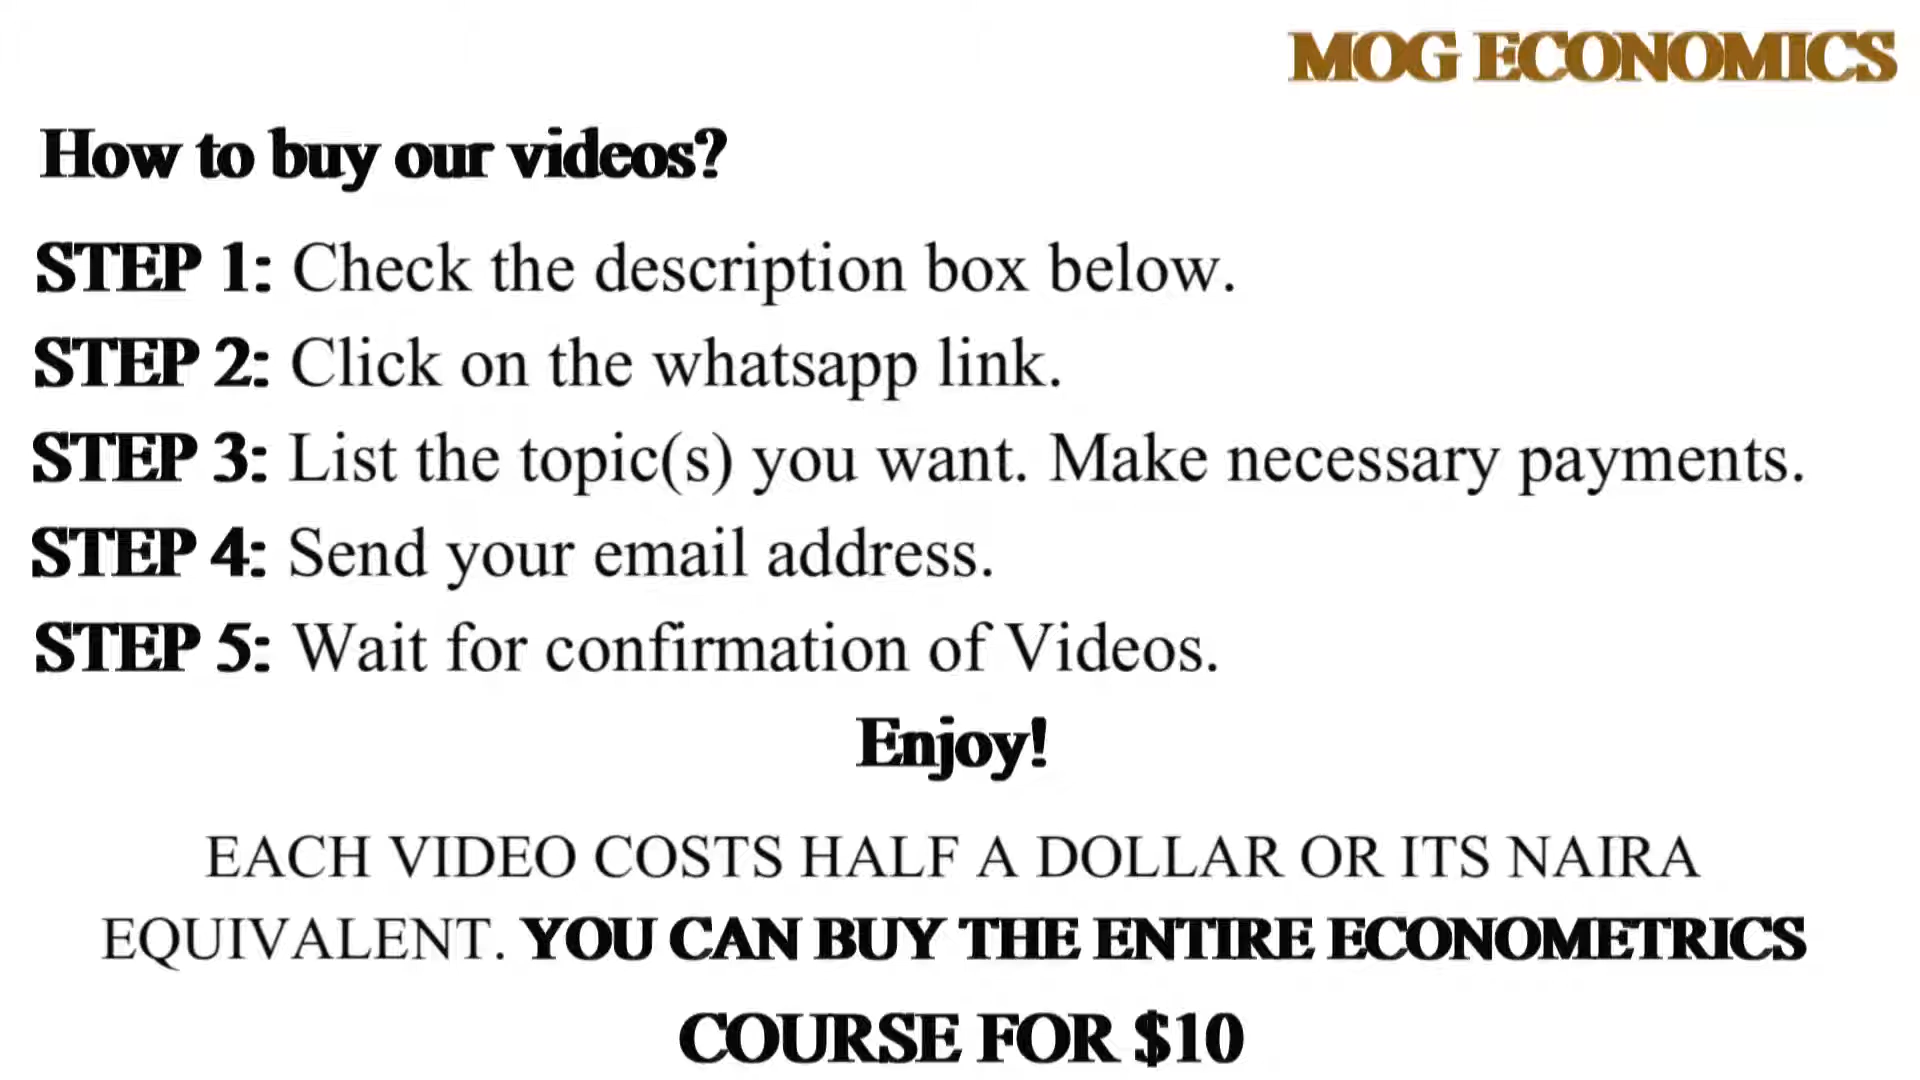 MOG ECONOMICS
How to buy our videos?
STEP 1: Check the description box below.
STEP 2: Click on the whatsapp link.
STEP 3: List the topic(s) you want. Make necessary payments.
STEP 4: Send your email address.
STEP 5: Wait for confirmation of Videos.
Enjoy!
EACH VIDEO COSTS HALF A DOLLAR OR ITS NAIRA
EQUIVALENT. YOU CAN BUY THE ENTIRE ECONOMETRICS
COURSE FOR $10